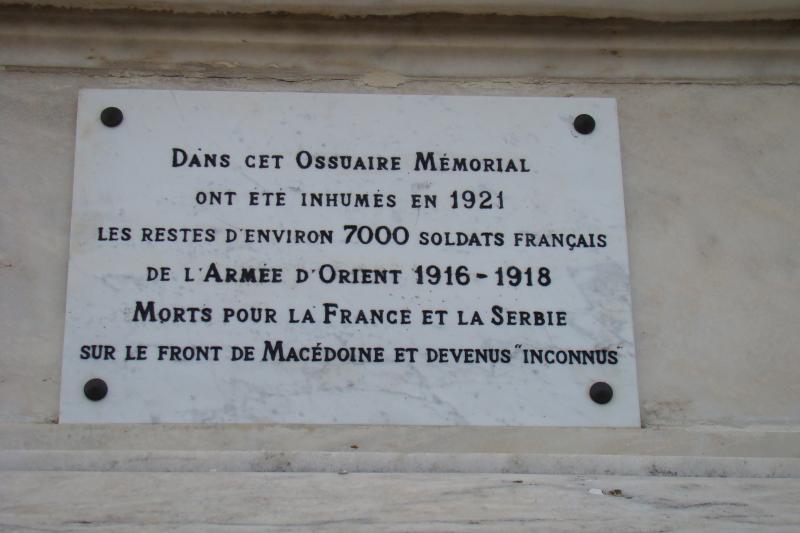 DANS CET OSSUAIRE MÉMORIAL
ONT ÉTÉ INHUMÉS EN 1921
LES RESTES D'ENVIRON 7000 SOLDATS FRANÇAIS
DE L'ARMÉE D'ORIENT 1916-1918
MORTS POUR LA FRANCE ET LA SERBIE
SUR LE FRONT DE MACÉDOINE ET DEVENUS "INCONNUS"